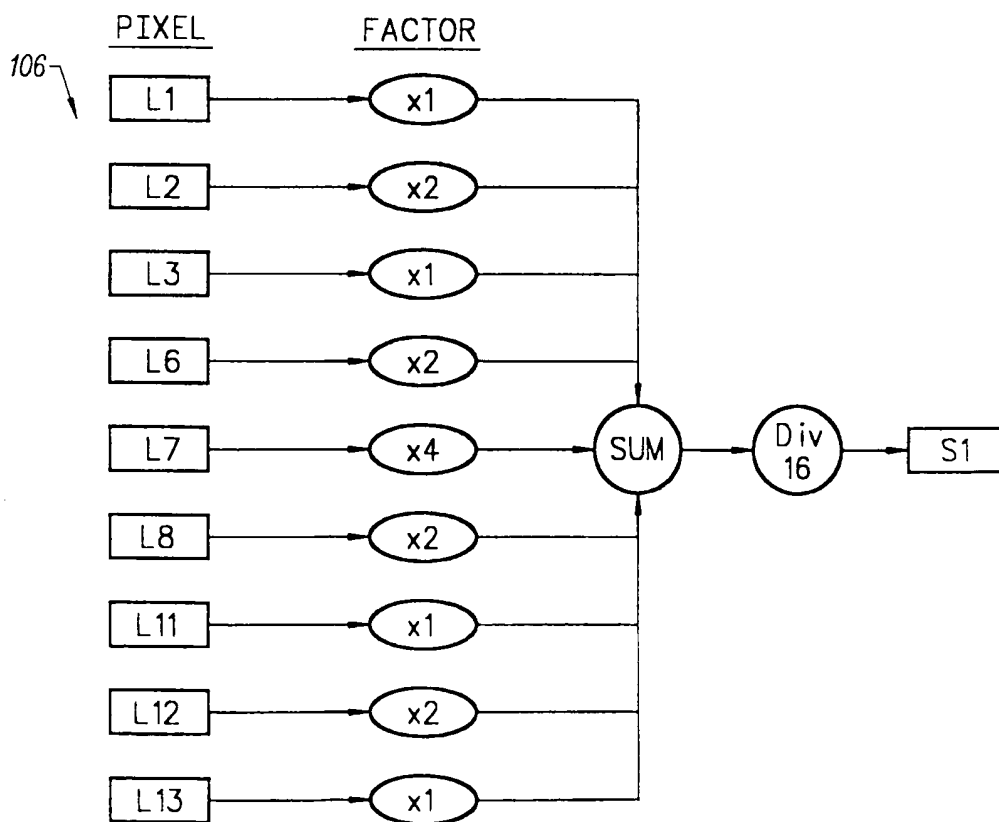 PIXEL FACTOR
106
L1 x1
L2 x2
L3 x1
L6 x2
L7 x4 SUM Div 16 S1
L8 x2
L11 x1
L12 x2
L13 x1